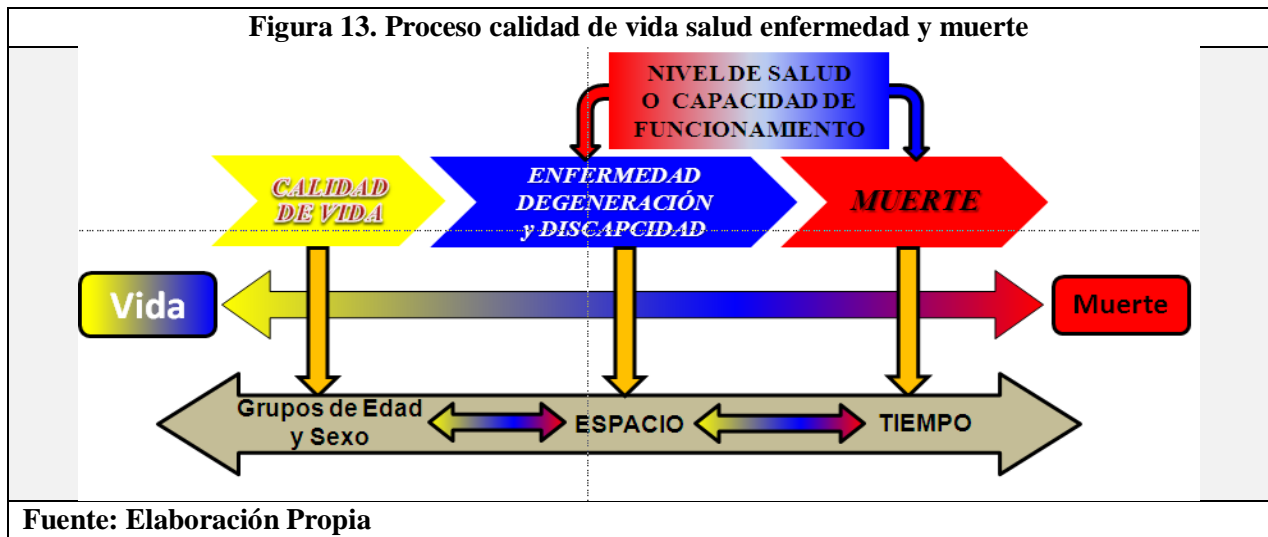 Figura 13. Proceso calidad de vida salud enfermedad y muerte
NIVEL DE SALUD
O CAPACIDAD DE
FUNCIONAMIENTO
CALIDAD
DE VIDA
ENFERMEDAD
DEGENERACIÓN
y DISCAPCIDAD
MUERTE
Vida
Muerte
Grupos de Edad
y Sexo
ESPACIO
TIEMPO
Fuente: Elaboración Propia